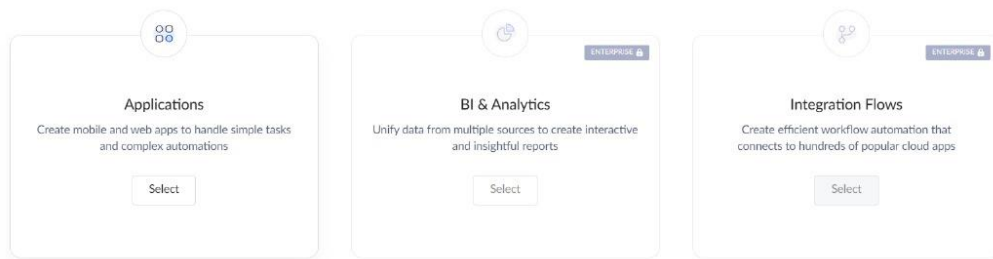 Applications
Create mobile and web apps to handle simple tasks
and complex automations
Select
ENTERPRISE
BI & Analytics
Unify data from multiple sources to create interactive
and insightful reports
Select
ENTERPRISE
Integration Flows
Create efficient workflow automation that
connects to hundreds of popular cloud apps
Select